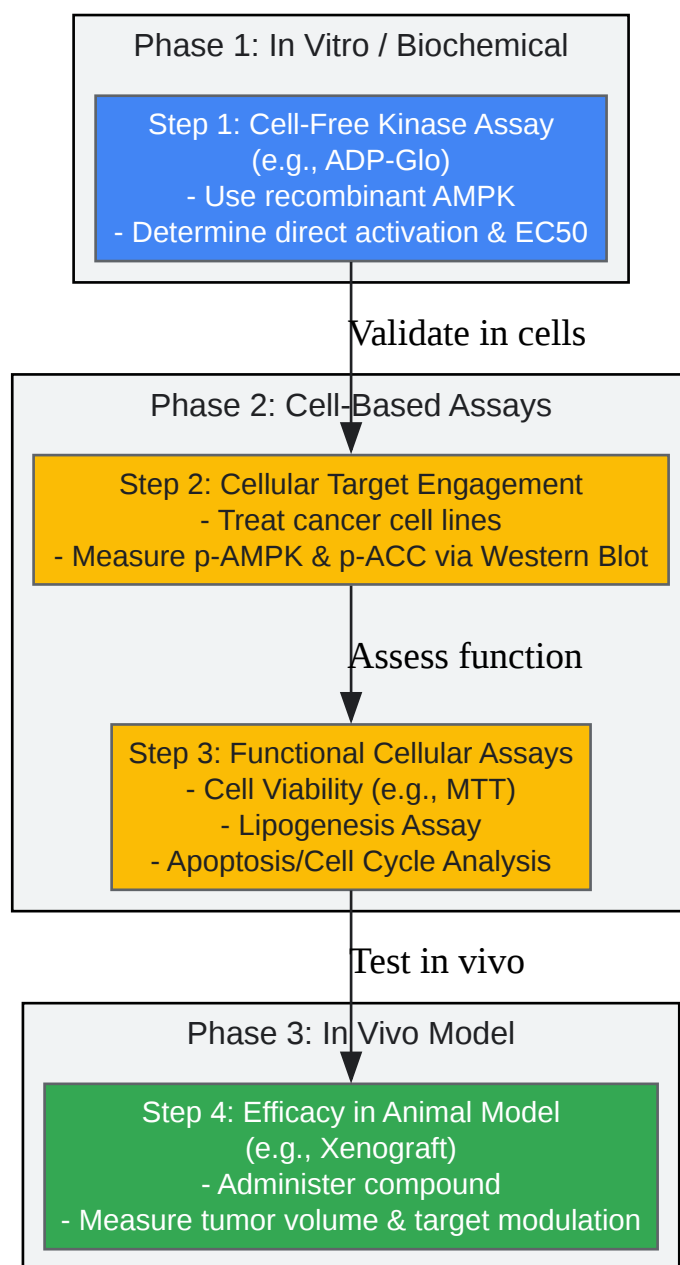 Phase 1: In Vitro / Biochemical
Step 1: Cell-Free Kinase Assay
(e.g., ADP-Glo)
- Use recombinant AMPK
- Determine direct activation & EC50
Validate in cells
Phase 2: Cell-Based Assays
Step 2: Cellular Target Engagement
- Treat cancer cell lines
- Measure p-AMPK & p-ACC via Western Blot
Assess function
Step 3: Functional Cellular Assays
- Cell Viability (e.g., MTT)
- Lipogenesis Assay
- Apoptosis/Cell Cycle Analysis
Test in vivo
Phase 3: In Vivo Model
Step 4: Efficacy in Animal Model
(e.g., Xenograft)
- Administer compound
- Measure tumor volume & target modulation